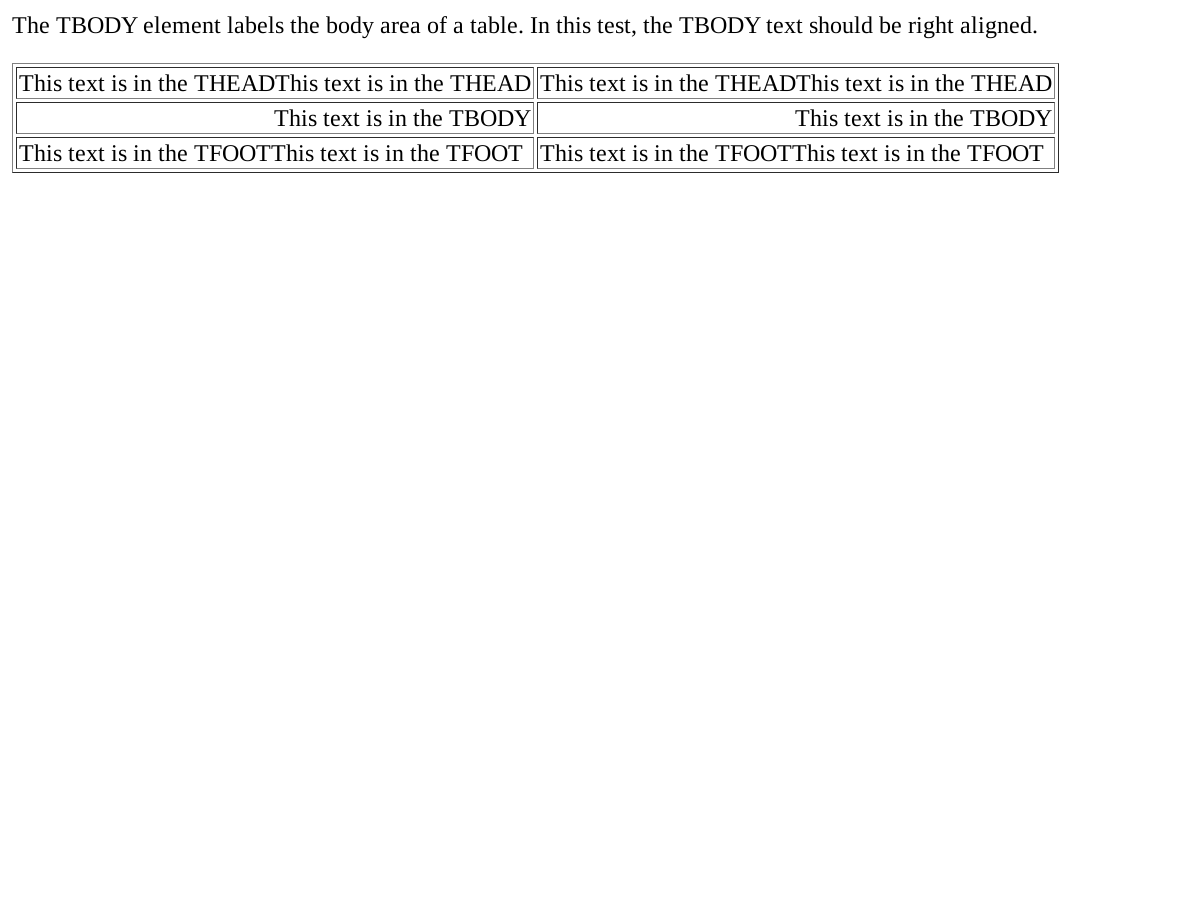 The TBODY element labels the body area of a table. In this test, the TBODY text should be right aligned.
This text is in the THEADThis text is in the THEAD This text is in the THEADThis text is in the THEAD
This text is in the TBODY This text is in the TBODY
This text is in the TFOOTThis text is in the TFOOT This text is in the TFOOTThis text is in the TFOOT